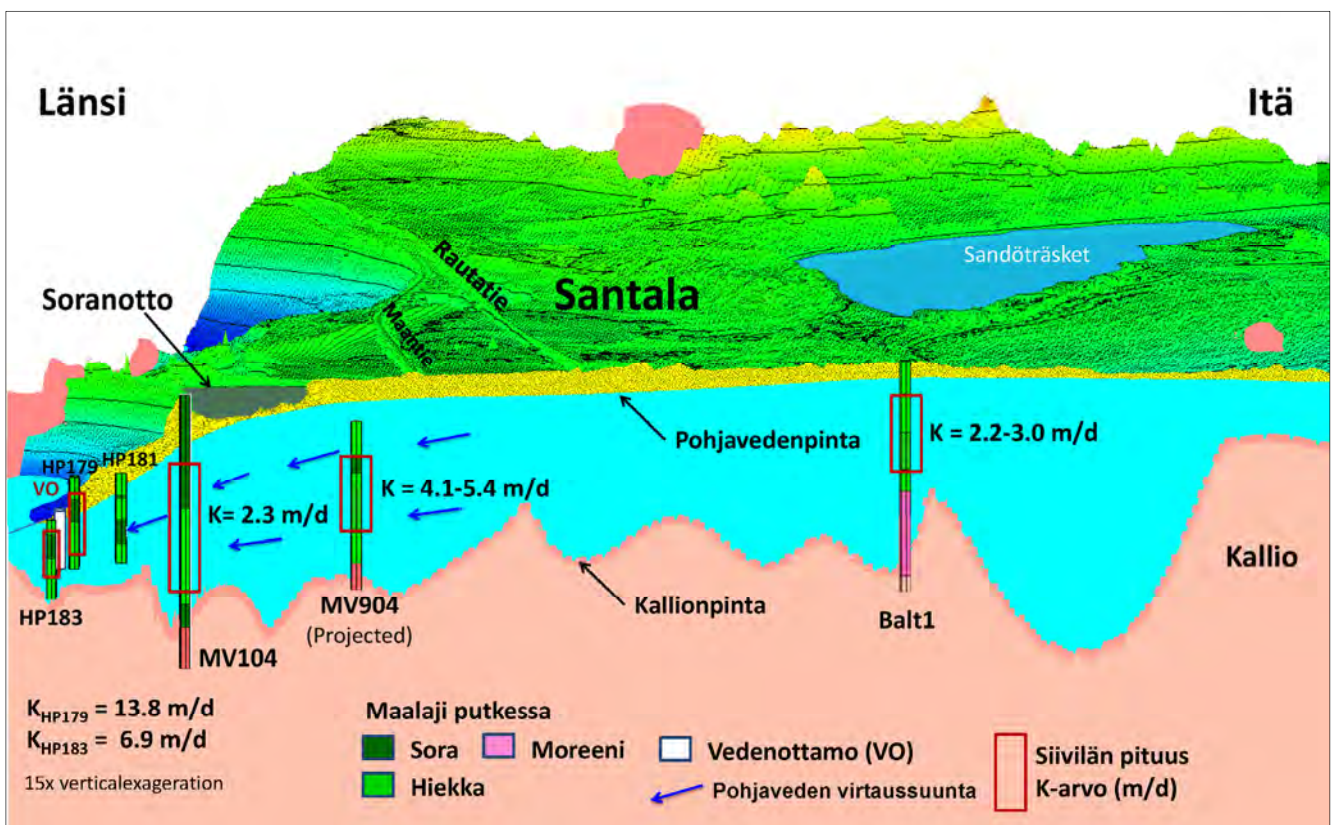 Länsi
Itä
Sandöträsket
Rautatie
Santala
Soranotto
Maantie
Pohjavedenpinta
K = 2.2-3.0 m/d
HP179
HP181
VO
K = 4.1-5.4 m/d
K= 2.3 m/d
Kallio
HP183
MV904
(Projected)
Kallionpinta
Balt1
MV104
K HP179 = 13.8 m/d
K HP183 = 6.9 m/d
15x verticalexageration
Maalaji putkessa
Sora
Moreeni
Vedenottamo (VO)
Hiekka
Pohjaveden virtaussuunta
Siivilän pituus
K-arvo (m/d)